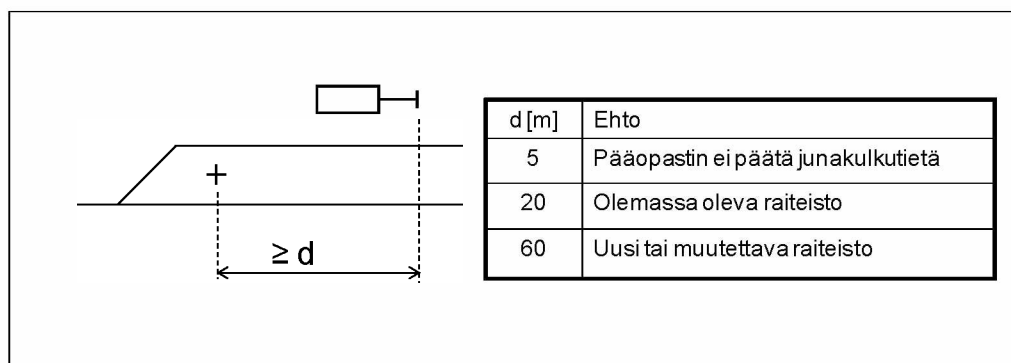 ≥ d
d [m] Ehto
5 Pääopastin ei päätä junakulkutietä
20 Olemassa oleva raiteisto
60 Uusi tai muutettava raiteisto